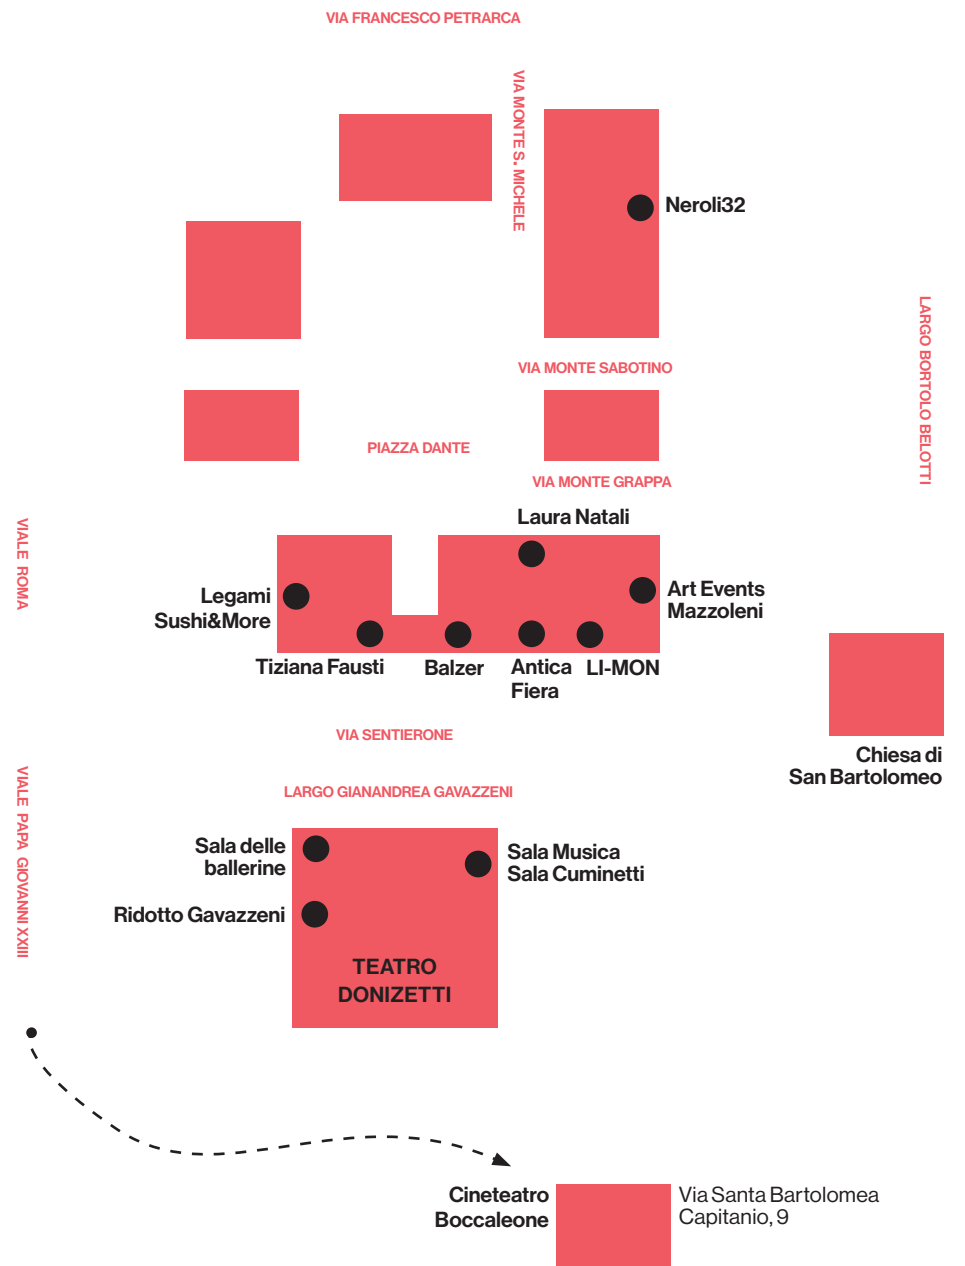 VIA FRANCESCO PETRARCA
VIA MONTE S. MICHELE
Neroli32
LARGO BORTOLO BELOTTI
VIA MONTE SABOTINO
PIAZZA DANTE
VIA MONTE GRAPPA
VIALE ROMA
Laura Natali
Legami
Sushi&More
Art Events
Mazzoleni
Tiziana Fausti
Balzer
Antica
Fiera
LI-MON
VIA SENTIERONE
Chiesa di
San Bartolomeo
VIALE PAPA GIOVANNI XXIII
LARGO GIANANDREA GAVAZZENI
Sala delle
ballerine
Sala Musica
Sala Cuminetti
Ridotto Gavazzeni
TEATRO
DONIZETTI
Cineteatro
Boccaleone
Via Santa Bartolomea
Capitanio, 9